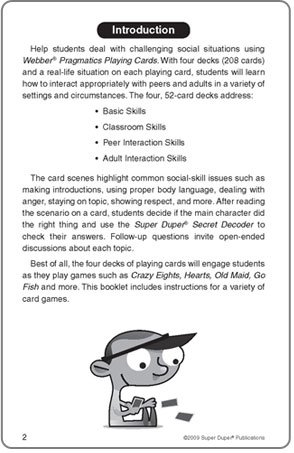 Introduction
Help students deal with challenging social situations using
Webber® Pragmatics Playing Cards. With four decks (208 cards)
and a real-life situation on each playing card, students will learn
how to interact appropriately with peers and adults in a variety of
settings and circumstances. The four, 52-card decks address:
• Basic Skills
• Classroom Skills
• Peer Interaction Skills
• Adult Interaction Skills
The card scenes highlight common social-skill issues such as
making introductions, using proper body language, dealing with
anger, staying on topic, showing respect, and more. After reading
the scenario on a card, students decide if the main character did
the right thing and use the Super Duper® Secret Decoder to
check their answers. Follow-up questions invite open-ended
discussions about each topic.
Best of all, the four decks of playing cards will engage students
as they play games such as Crazy Eights, Hearts, Old Maid, Go
Fish and more. This booklet includes instructions for a variety of
card games.
2
©2009 Super Duper® Publications